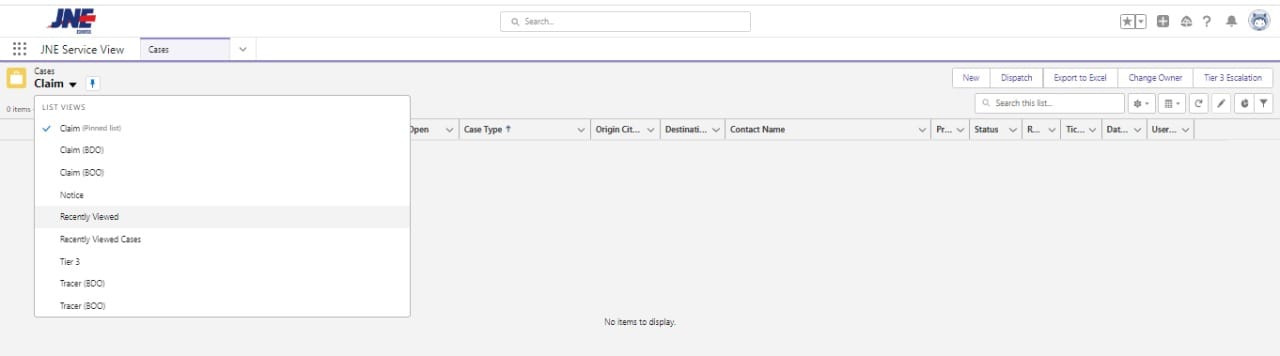 JNE
EXPRESS
Search...
JNE Service View
Cases
Cases
Claim
New
Dispatch
Export to Excel
Change Owner
Tier 3 Escalation
0 items
Search this list...
LIST VIEWS
Open
Case Type
Origin Cit...
Destinati...
Contact Name
Pr...
Status
R...
Tic...
Dat...
User...
Claim (Pinned list)
Claim (BDO)
Claim (BOO)
Notice
Recently Viewed
Recently Viewed Cases
Tier 3
Tracer (BDO)
Tracer (BOO)
No items to display.